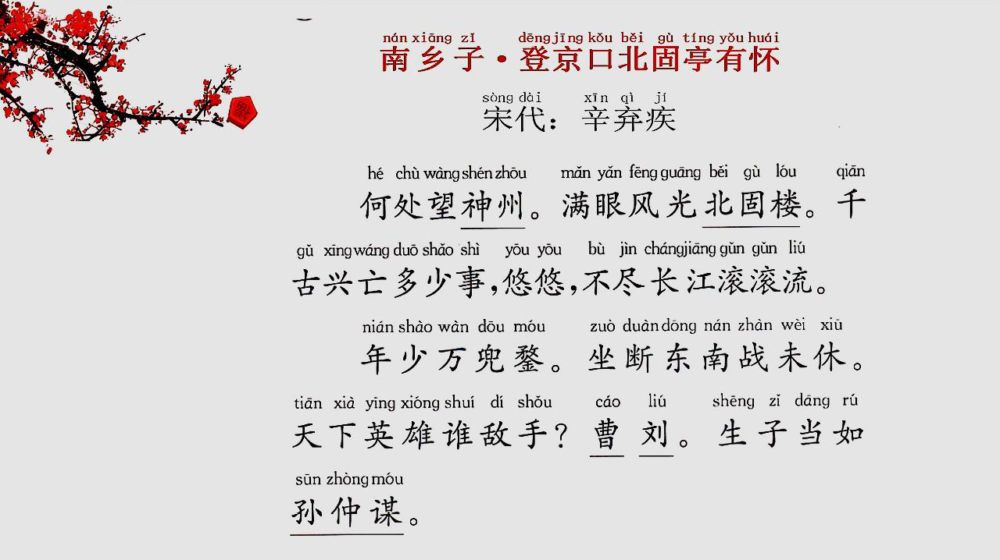 nán xiāng zǐ dēng jīng kǒu běi gù tíng yǒu huái
南乡子·登京口北固亭有怀
sòng dài xīn qì jí
宋代：辛弃疾
hé chù wàng shén zhōu mǎn yǎn fēng guāng běi gù lóu qiān
何处望神州。满眼风光北固楼。千
gǔ xīng wáng duō shǎo shì yōu yōu bù jìn cháng jiāng gǔn gǔn liú
古兴亡多少事，悠悠，不尽长江滚滚流。
nián shào wàn dōu móu zuò duàn dōng nán zhàn wèi xiū
年少万兜鍪。坐断东南战未休。
tiān xià yīng xióng shuí dí shǒu cáo liú shēng zǐ dāng rú
天下英雄谁敌手？曹刘。生子当如
sūn zhòng móu
孙仲谋。